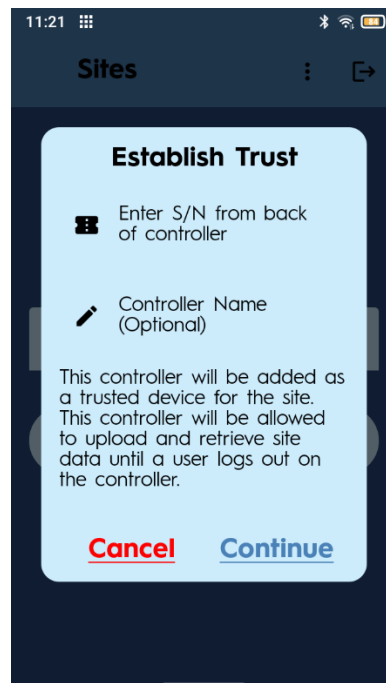 11:21
84
Sites
Establish Trust
Enter S/N from back
of controller
Controller Name
(Optional)
This controller will be added as
a trusted device for the site.
This controller will be allowed
to upload and retrieve site
data until a user logs out on
the controller.
Cancel Continue